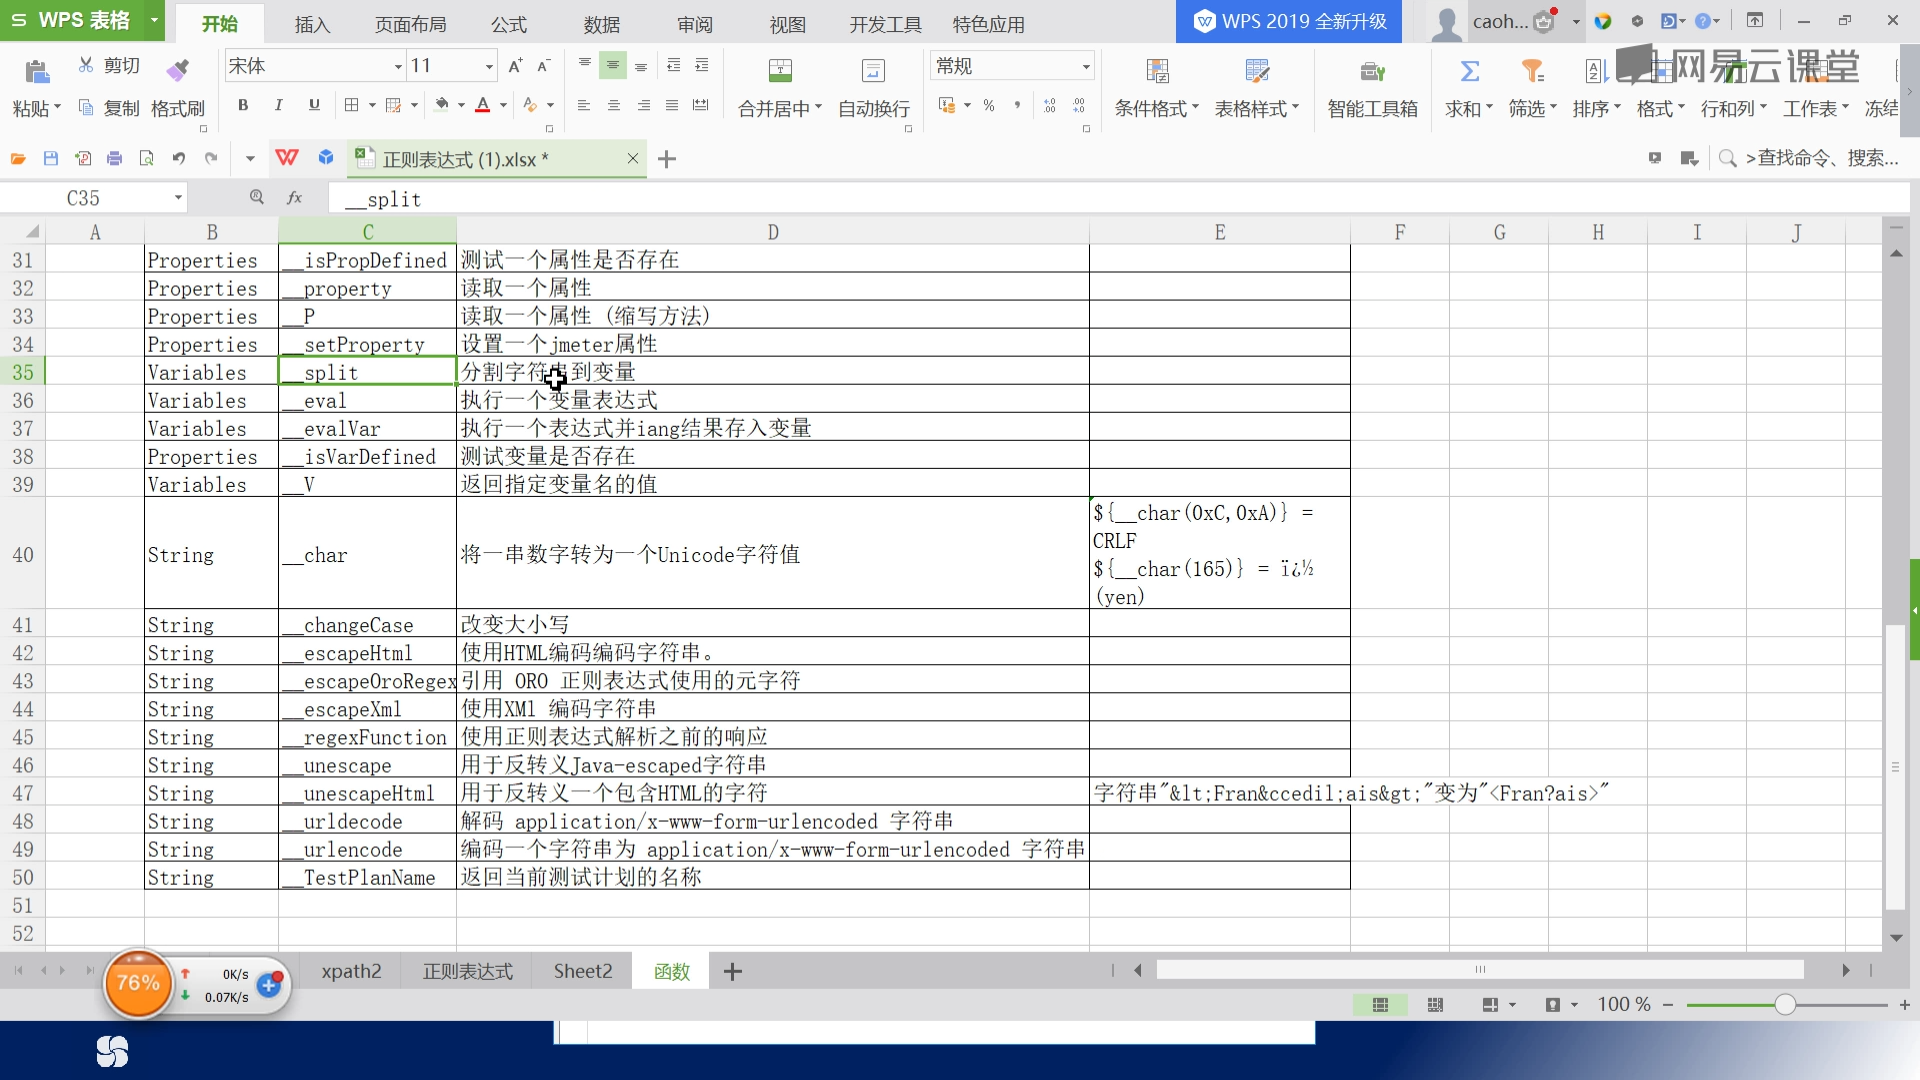 WPS 表格
开始 插入 页面布局 公式 数据 审阅 视图 开发工具 特色应用
WPS 2019 全新升级
caoh...
粘贴 剪切 复制 格式刷
宋体 11
B I U A
合并居中 自动换行
常规
条件格式 表格样式 智能工具箱 求和 筛选 排序 格式 行和列 工作表 冻结
网易云课堂
正则表达式 (1).xlsx *
>查找命令、搜索...
C35 fx __split
A B C D E F G H I J
31 Properties __isPropDefined 测试一个属性是否存在
32 Properties __property 读取一个属性
33 Properties __P 读取一个属性 (缩写方法)
34 Properties __setProperty 设置一个jmeter属性
35 Variables __split 分割字符串到变量
36 Variables __eval 执行一个变量表达式
37 Variables __evalVar 执行一个表达式并iang结果存入变量
38 Properties __isVarDefined 测试变量是否存在
39 Variables __V 返回指定变量名的值
40 String __char 将一串数字转为一个Unicode字符值
${__char(0xC,0xA)} =
CRLF
${__char(165)} = ï¿½
(yen)
41 String __changeCase 改变大小写
42 String __escapeHtml 使用HTML编码编码字符串。
43 String __escapeOroRegex 引用 ORO 正则表达式使用的元字符
44 String __escapeXml 使用XMl 编码字符串
45 String __regexFunction 使用正则表达式解析之前的响应
46 String __unescape 用于反转义Java-escaped字符串
47 String __unescapeHtml 用于反转义一个包含HTML的字符 字符串"&lt;Fran&ccedil;ais&gt;"变为"<Fran?ais>"
48 String __urldecode 解码 application/x-www-form-urlencoded 字符串
49 String __urlencode 编码一个字符串为 application/x-www-form-urlencoded 字符串
50 String __TestPlanName 返回当前测试计划的名称
51
52
76% 0K/s
0.07K/s
xpath2 正则表达式 Sheet2 函数
100 %